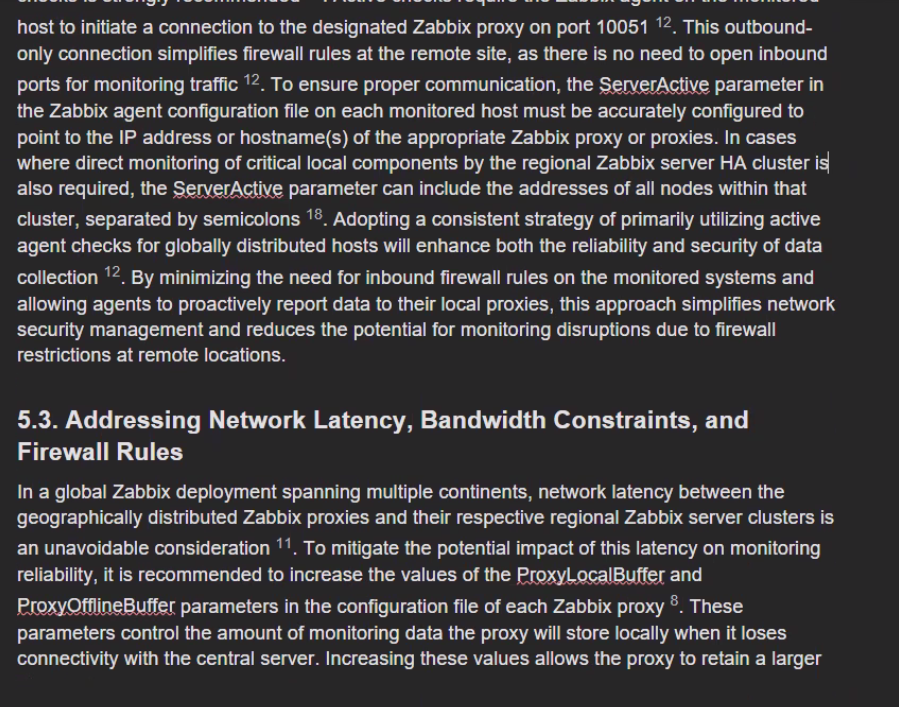 checks is strongly recommended
Active checks require the Zabbix agent on the monitored
host to initiate a connection to the designated Zabbix proxy on port 10051 12. This outbound-
only connection simplifies firewall rules at the remote site, as there is no need to open inbound
ports for monitoring traffic 12. To ensure proper communication, the ServerActive parameter in
the Zabbix agent configuration file on each monitored host must be accurately configured to
point to the IP address or hostname(s) of the appropriate Zabbix proxy or proxies. In cases
where direct monitoring of critical local components by the regional Zabbix server HA cluster is
also required, the ServerActive parameter can include the addresses of all nodes within that
cluster, separated by semicolons 18. Adopting a consistent strategy of primarily utilizing active
agent checks for globally distributed hosts will enhance both the reliability and security of data
collection 12. By minimizing the need for inbound firewall rules on the monitored systems and
allowing agents to proactively report data to their local proxies, this approach simplifies network
security management and reduces the potential for monitoring disruptions due to firewall
restrictions at remote locations.
5.3. Addressing Network Latency, Bandwidth Constraints, and
Firewall Rules
In a global Zabbix deployment spanning multiple continents, network latency between the
geographically distributed Zabbix proxies and their respective regional Zabbix server clusters is
an unavoidable consideration 11. To mitigate the potential impact of this latency on monitoring
reliability, it is recommended to increase the values of the ProxyLocalBuffer and
ProxyOfflineBuffer parameters in the configuration file of each Zabbix proxy 8. These
parameters control the amount of monitoring data the proxy will store locally when it loses
connectivity with the central server. Increasing these values allows the proxy to retain a larger